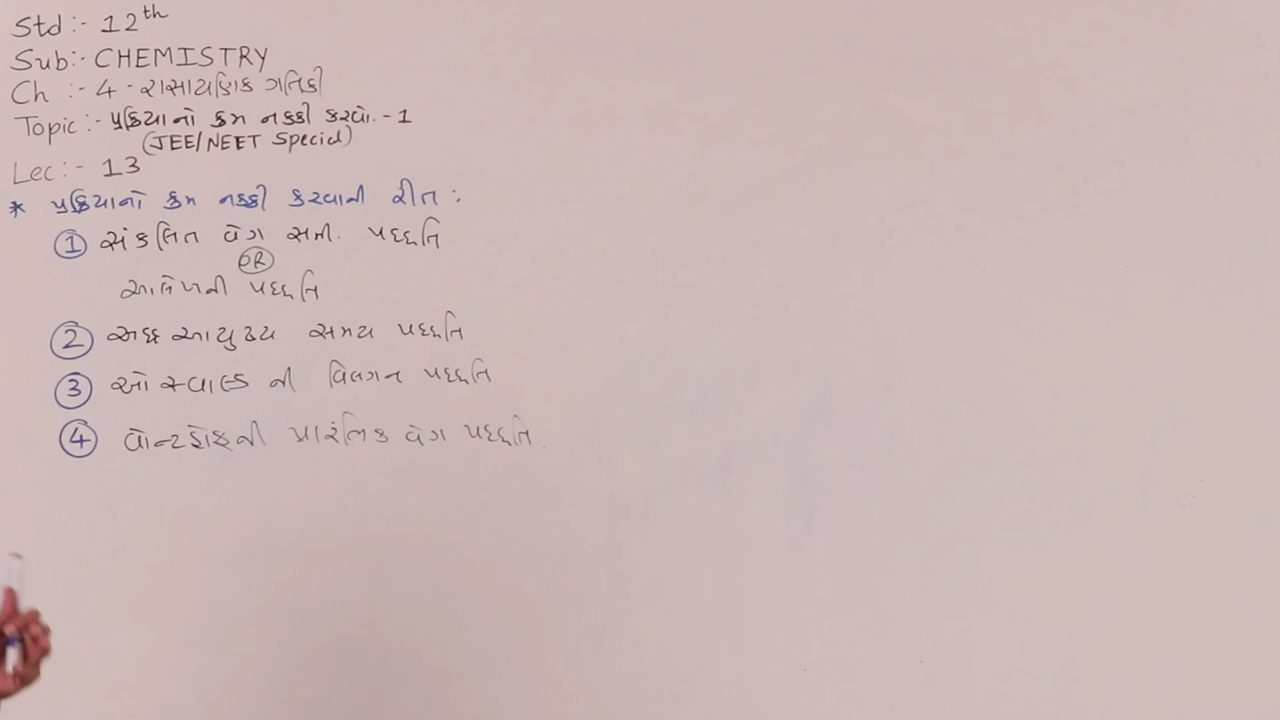 Std :- 12th
Sub:- CHEMISTRY
Ch :- 4 - રાસાયણિક ગતિકી
Topic :- પ્રક્રિયાનો ક્રમ નક્કી કરવો. - 1
(JEE/NEET Special)
Lec :- 13
* પ્રક્રિયાનો ક્રમ નક્કી કરવાની રીત :
① સંકલિત વેગ સમી. પદ્ધતિ
OR
આલેખની પદ્ધતિ
② અર્ધ આયુષ્ય સમય પદ્ધતિ
③ ઓસ્વાલ્ડ ની વિલગન પદ્ધતિ
④ વોન્ટહોફની પ્રારંભિક વેગ પદ્ધતિ.